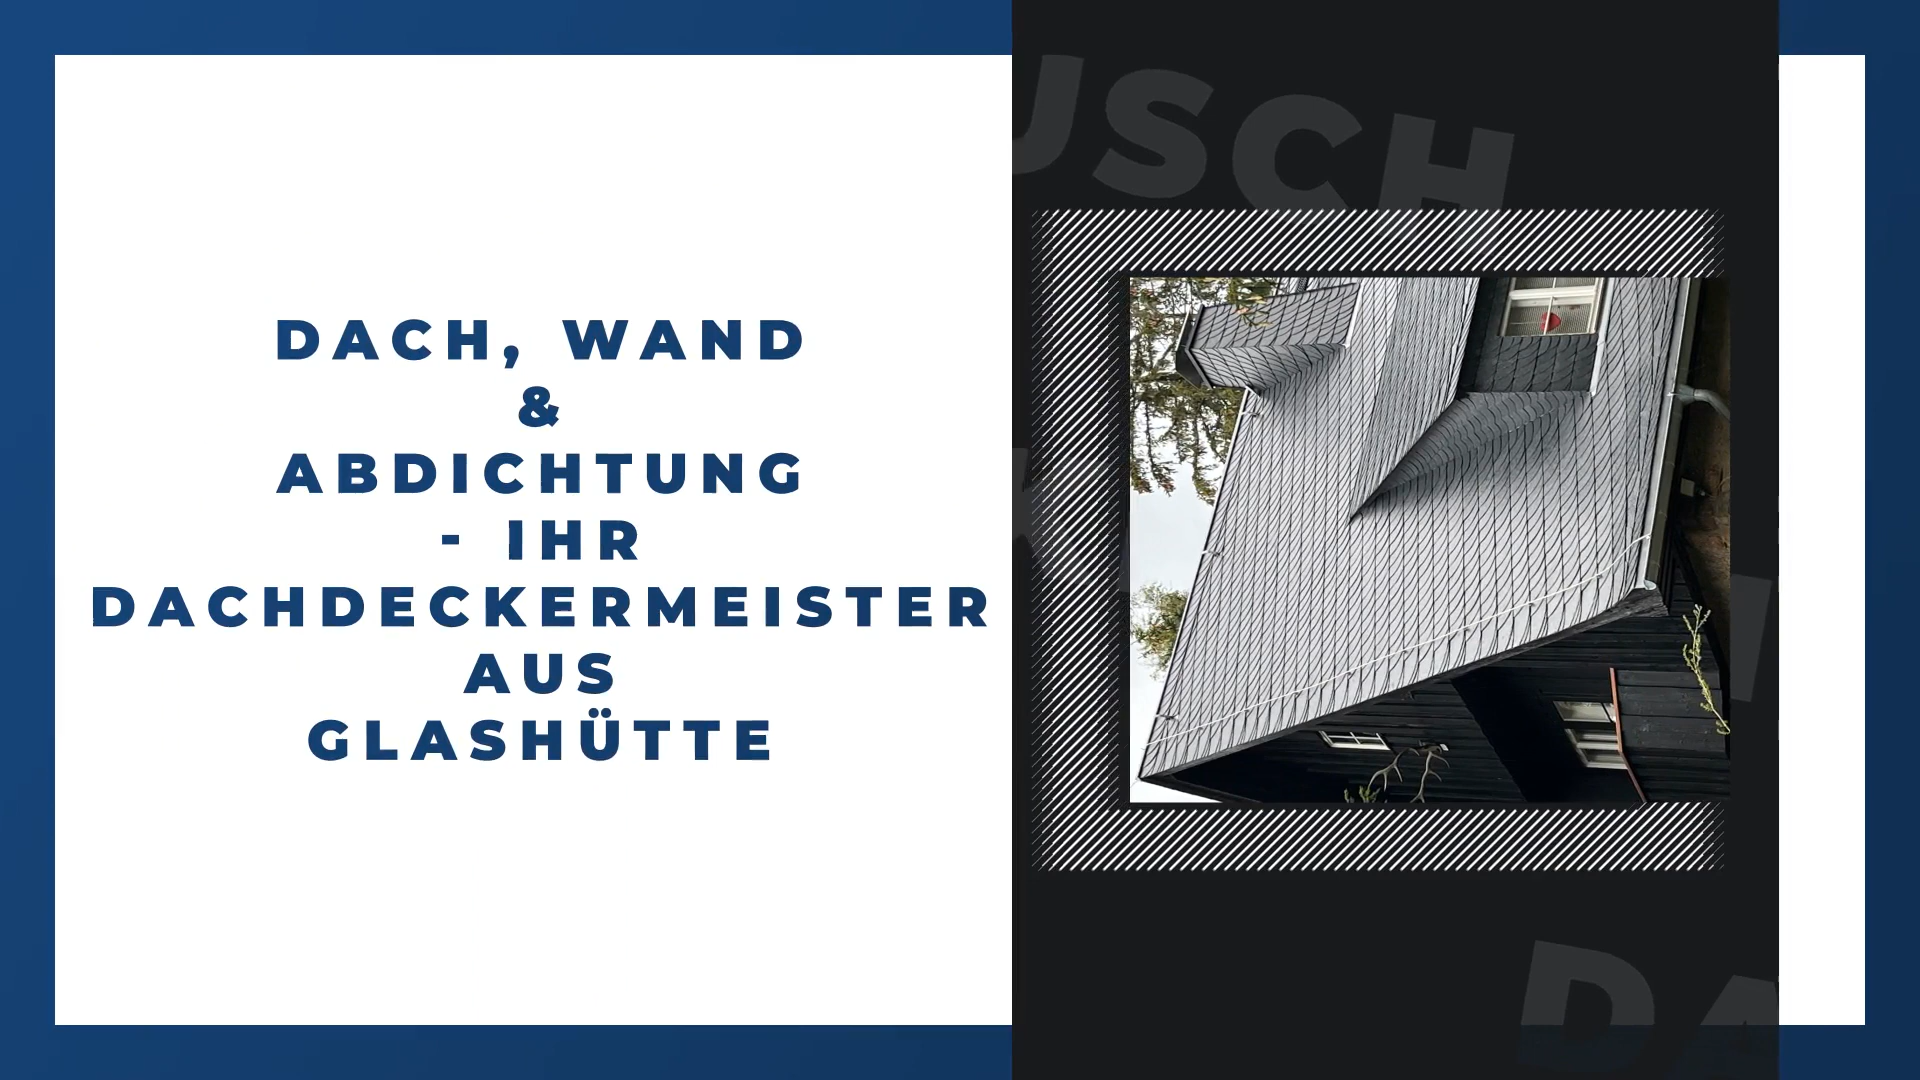 DACH, WAND
&
ABDICHTUNG
- IHR
DACHDECKERMEISTER
AUS
GLASHÜTTE